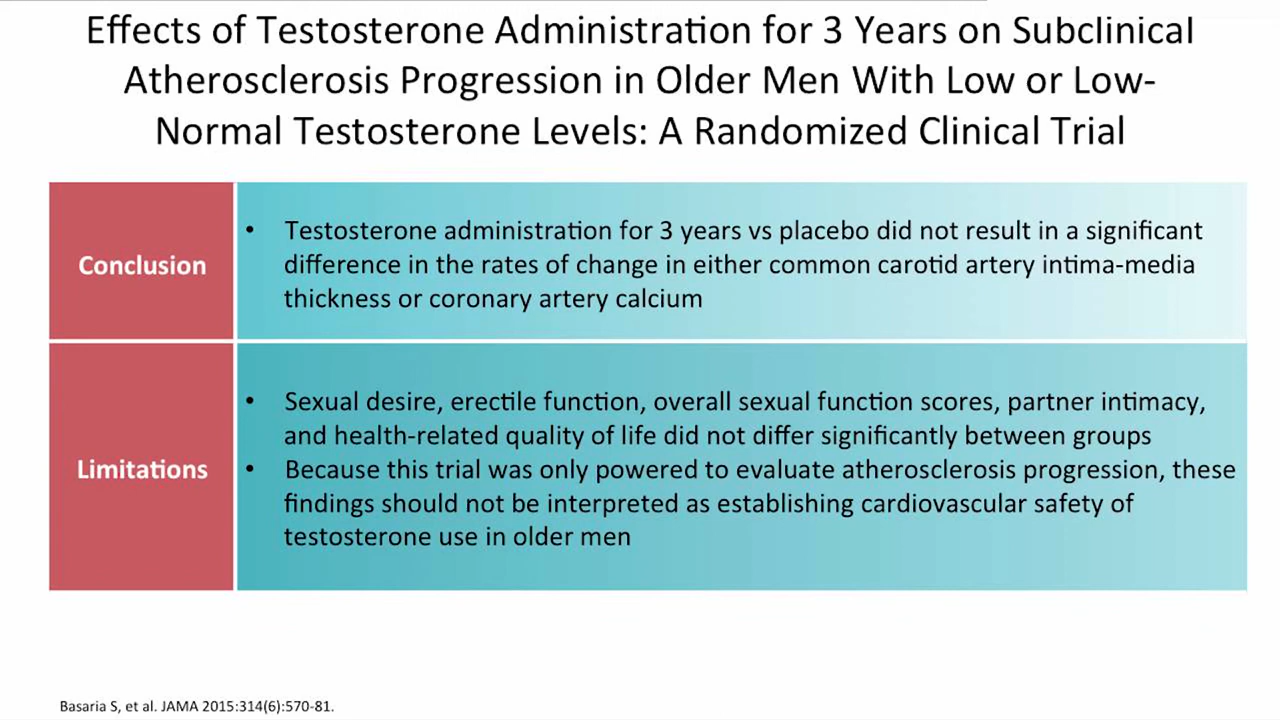 Effects of Testosterone Administration for 3 Years on Subclinical
Atherosclerosis Progression in Older Men With Low or Low-
Normal Testosterone Levels: A Randomized Clinical Trial
Conclusion
• Testosterone administration for 3 years vs placebo did not result in a significant
difference in the rates of change in either common carotid artery intima-media
thickness or coronary artery calcium
Limitations
• Sexual desire, erectile function, overall sexual function scores, partner intimacy,
and health-related quality of life did not differ significantly between groups
• Because this trial was only powered to evaluate atherosclerosis progression, these
findings should not be interpreted as establishing cardiovascular safety of
testosterone use in older men
Basaria S, et al. JAMA 2015:314(6):570-81.